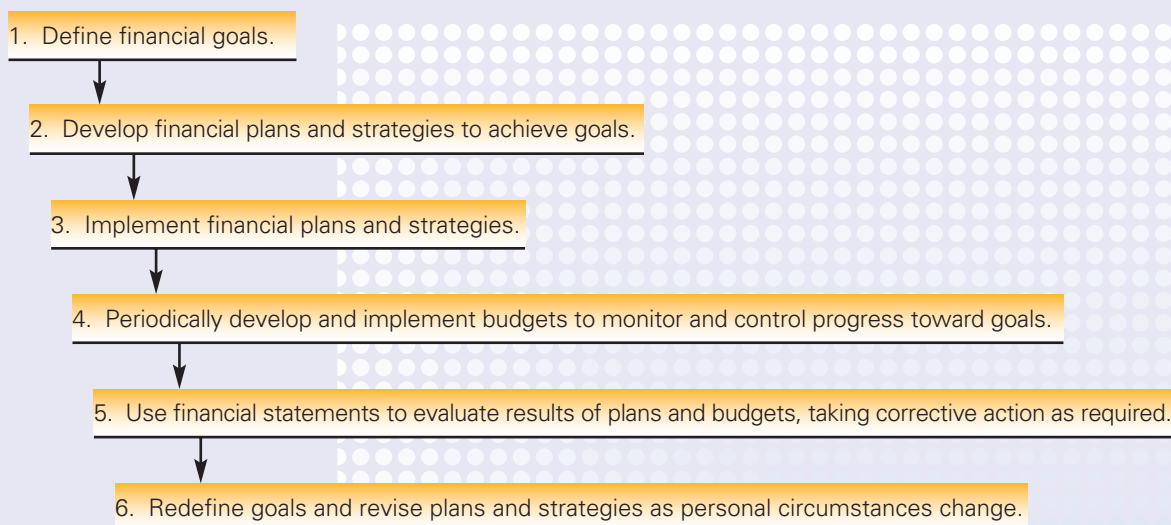 1. Define financial goals.
2. Develop financial plans and strategies to achieve goals.
3. Implement financial plans and strategies.
4. Periodically develop and implement budgets to monitor and control progress toward goals.
5. Use financial statements to evaluate results of plans and budgets, taking corrective action as required.
6. Redefine goals and revise plans and strategies as personal circumstances change.